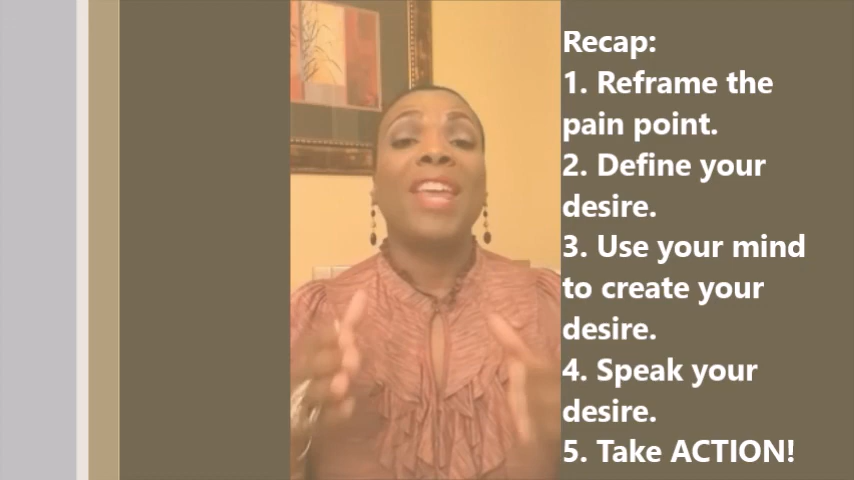 Recap:
1. Reframe the
pain point.
2. Define your
desire.
3. Use your mind
to create your
desire.
4. Speak your
desire.
5. Take ACTION!